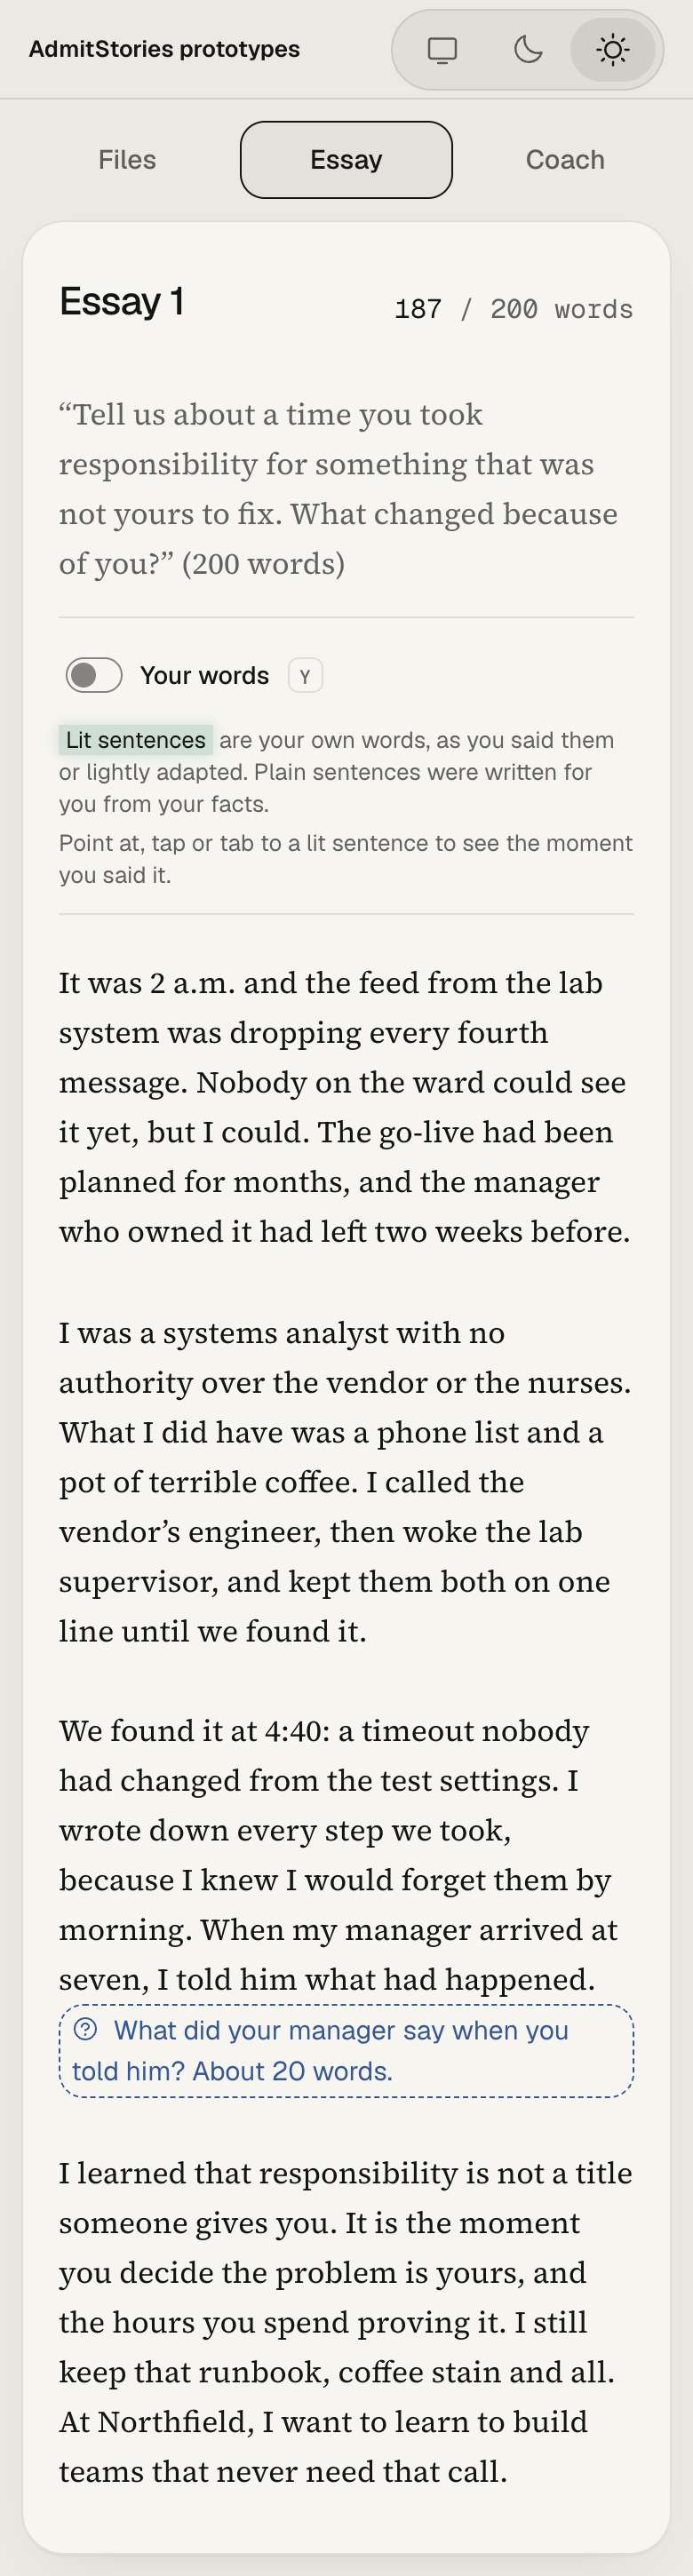 AdmitStories prototypes
Files
Essay
Coach
Essay 1
187 / 200 words
“Tell us about a time you took
responsibility for something that was
not yours to fix. What changed because
of you?” (200 words)
Your words Y
Lit sentences are your own words, as you said them
or lightly adapted. Plain sentences were written for
you from your facts.
Point at, tap or tab to a lit sentence to see the moment
you said it.
It was 2 a.m. and the feed from the lab
system was dropping every fourth
message. Nobody on the ward could see
it yet, but I could. The go-live had been
planned for months, and the manager
who owned it had left two weeks before.
I was a systems analyst with no
authority over the vendor or the nurses.
What I did have was a phone list and a
pot of terrible coffee. I called the
vendor’s engineer, then woke the lab
supervisor, and kept them both on one
line until we found it.
We found it at 4:40: a timeout nobody
had changed from the test settings. I
wrote down every step we took,
because I knew I would forget them by
morning. When my manager arrived at
seven, I told him what had happened.
What did your manager say when you
told him? About 20 words.
I learned that responsibility is not a title
someone gives you. It is the moment
you decide the problem is yours, and
the hours you spend proving it. I still
keep that runbook, coffee stain and all.
At Northfield, I want to learn to build
teams that never need that call.